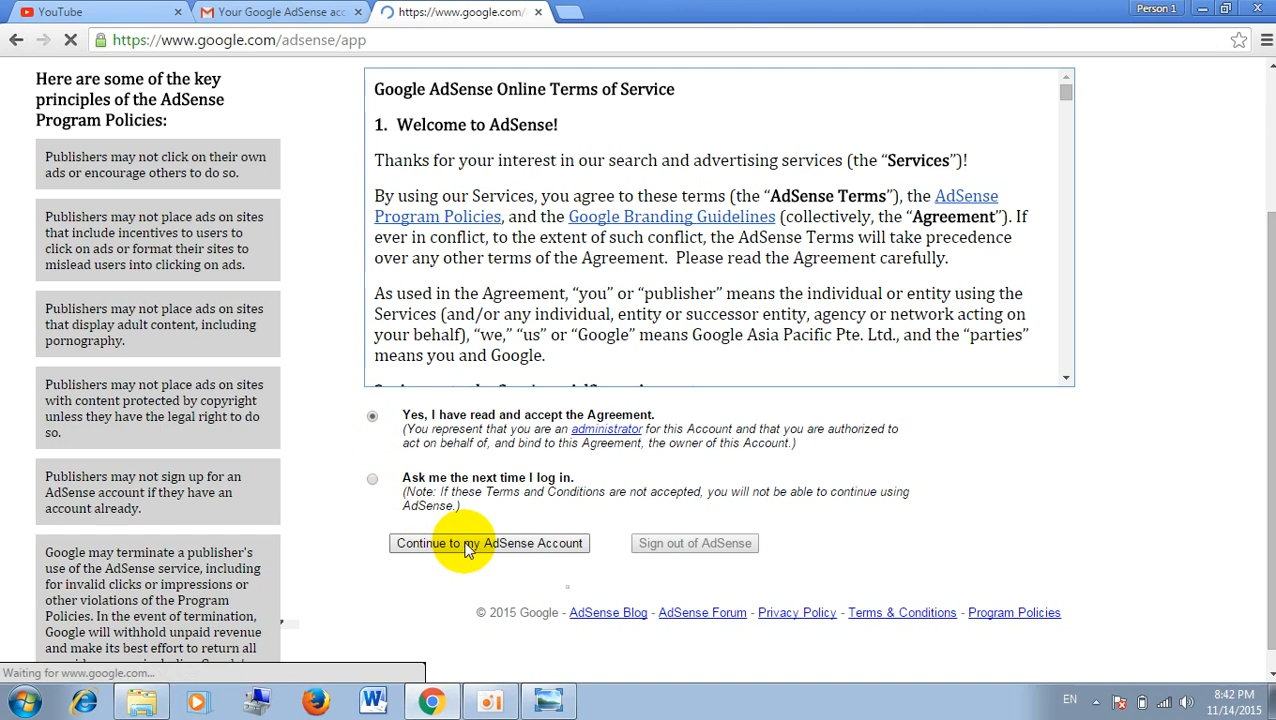 YouTube
Your Google AdSense acc
https://www.google.com/
Person 1
https://www.google.com/adsense/app
Here are some of the key
principles of the AdSense
Program Policies:
Publishers may not click on their own
ads or encourage others to do so.
Publishers may not place ads on sites
that include incentives to users to
click on ads or format their sites to
mislead users into clicking on ads.
Publishers may not place ads on sites
that display adult content, including
pornography.
Publishers may not place ads on sites
with content protected by copyright
unless they have the legal right to do
so.
Publishers may not sign up for an
AdSense account if they have an
account already.
Google may terminate a publisher's
use of the AdSense service, including
for invalid clicks or impressions or
other violations of the Program
Policies. In the event of termination,
Google will withhold unpaid revenue
and make its best effort to return all
Google AdSense Online Terms of Service
1. Welcome to AdSense!
Thanks for your interest in our search and advertising services (the “Services”)!
By using our Services, you agree to these terms (the “AdSense Terms”), the AdSense
Program Policies, and the Google Branding Guidelines (collectively, the “Agreement”). If
ever in conflict, to the extent of such conflict, the AdSense Terms will take precedence
over any other terms of the Agreement. Please read the Agreement carefully.
As used in the Agreement, “you” or “publisher” means the individual or entity using the
Services (and/or any individual, entity or successor entity, agency or network acting on
your behalf), “we,” “us” or “Google” means Google Asia Pacific Pte. Ltd., and the “parties”
means you and Google.
Yes, I have read and accept the Agreement.
(You represent that you are an administrator for this Account and that you are authorized to
act on behalf of, and bind to this Agreement, the owner of this Account.)
Ask me the next time I log in.
(Note: If these Terms and Conditions are not accepted, you will not be able to continue using
AdSense.)
Continue to my AdSense Account
Sign out of AdSense
© 2015 Google - AdSense Blog - AdSense Forum - Privacy Policy - Terms & Conditions - Program Policies
Waiting for www.google.com...
EN
8:42 PM
11/14/2015